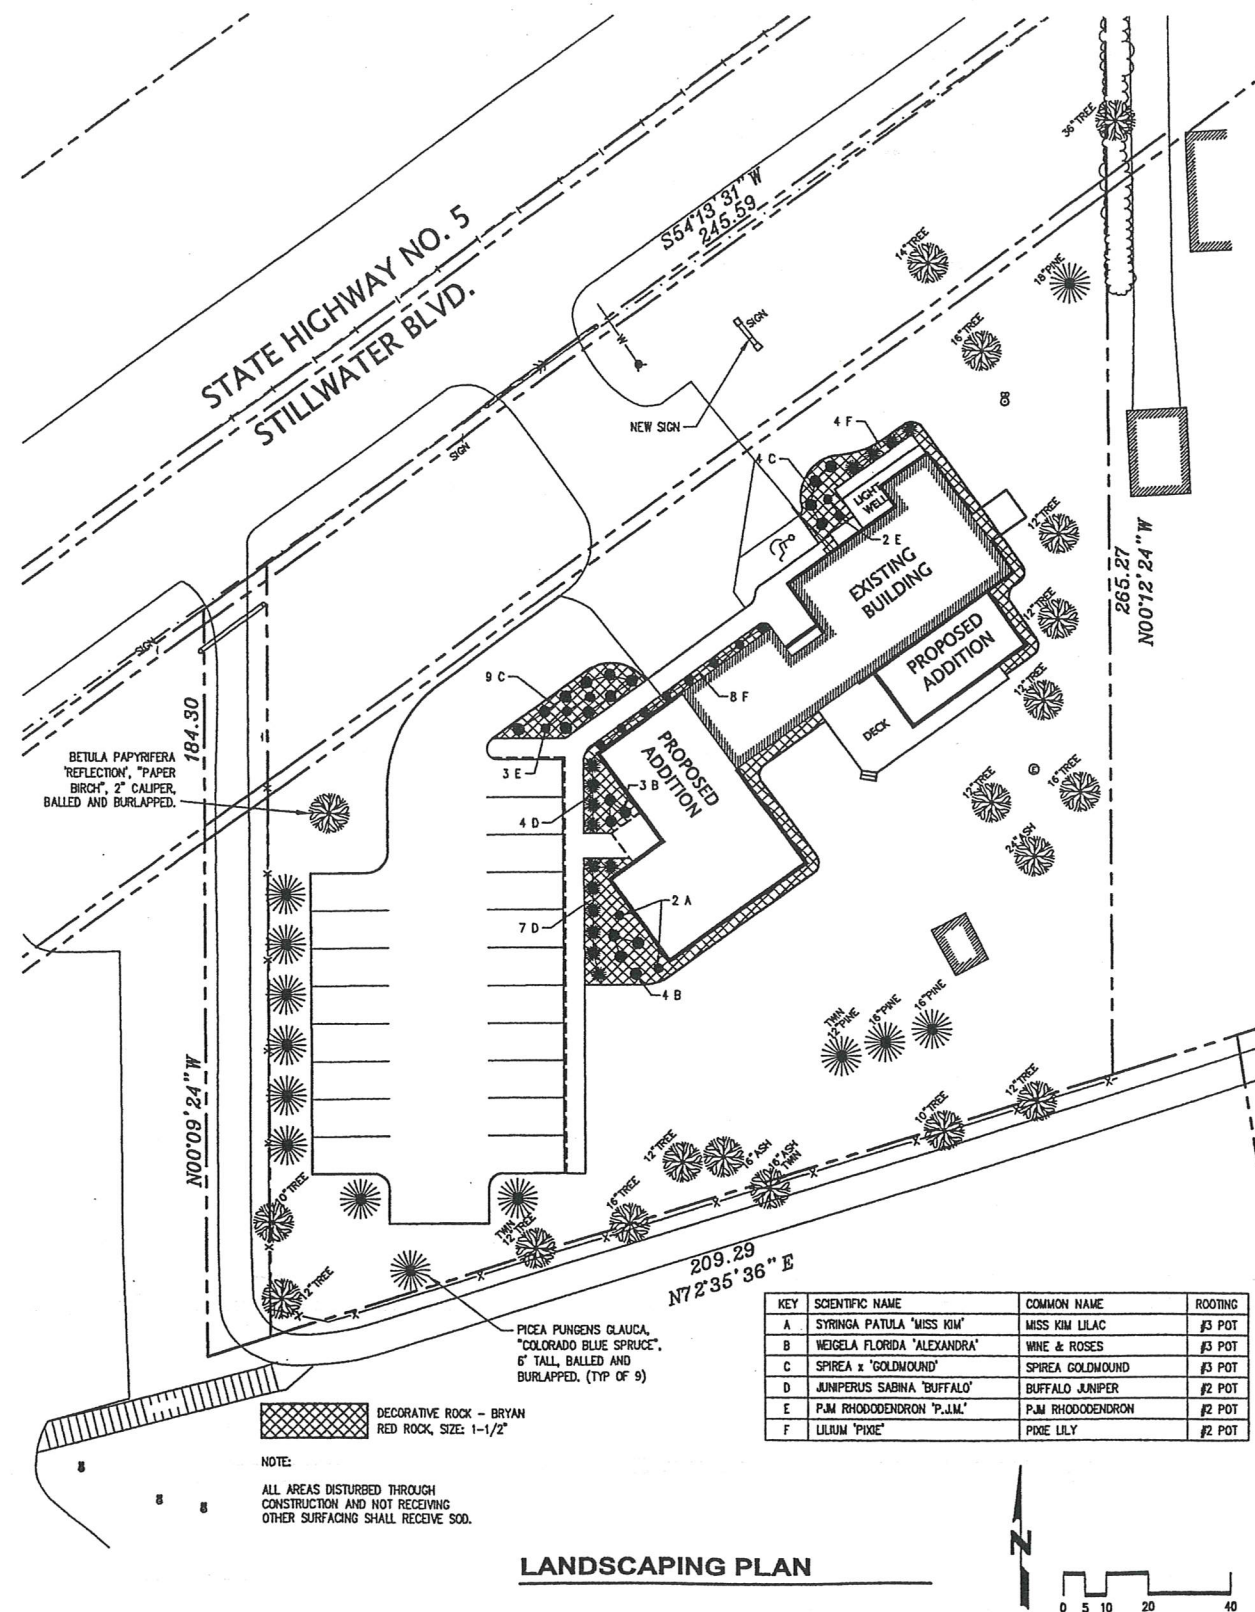 36"TREE
S54°13'31"W
245.59
14"TREE
18"PINE
STATE HIGHWAY NO. 5
STILLWATER BLVD.
SIGN
16"TREE
W
NEW SIGN
SIGN
4 F
4 C
LIGHT
WELL
12"TREE
2 E
EXISTING
BUILDING
265.27
N00°12'24"W
12"TREE
PROPOSED
ADDITION
SIGN
12"TREE
9 C
8 F
DECK
184.30
PROPOSED
ADDITION
BETULA PAPYRIFERA
'REFLECTION', "PAPER
BIRCH", 2" CALIPER,
BALLED AND BURLAPPED.
3 E
3 B
4 D
12"TREE
E
16"TREE
24"ASH
2 A
7 D
4 B
TWIN
12"PINE
16"PINE
16"PINE
N00°09'24"W
12"TREE
10"TREE
12"TREE
16"ASH
16"ASH
TWIN
10"TREE
16"TREE
TWIN
12"TREE
12"TREE
209.29
N72°35'36"E
PICEA PUNGENS GLAUCA,
"COLORADO BLUE SPRUCE",
6' TALL, BALLED AND
BURLAPPED. (TYP OF 9)
KEY SCIENTIFIC NAME COMMON NAME ROOTING
A SYRINGA PATULA 'MISS KIM' MISS KIM LILAC #3 POT
B WEIGELA FLORIDA 'ALEXANDRA' WINE & ROSES #3 POT
C SPIREA x 'GOLDMOUND' SPIREA GOLDMOUND #3 POT
D JUNIPERUS SABINA 'BUFFALO' BUFFALO JUNIPER #2 POT
E PJM RHODODENDRON 'P.J.M.' PJM RHODODENDRON #2 POT
F LILIUM 'PIXIE' PIXIE LILY #2 POT
DECORATIVE ROCK - BRYAN
RED ROCK, SIZE: 1-1/2"
NOTE:
ALL AREAS DISTURBED THROUGH
CONSTRUCTION AND NOT RECEIVING
OTHER SURFACING SHALL RECEIVE SOD.
LANDSCAPING PLAN
N
0 5 10 20 40